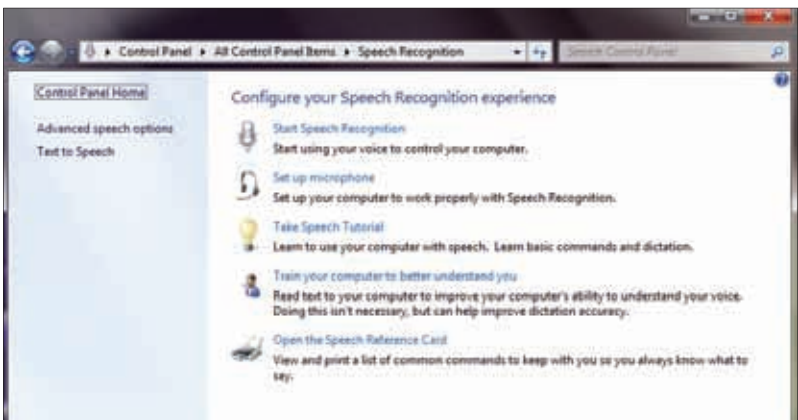 Control Panel ▸ All Control Panel Items ▸ Speech Recognition
Search Control Panel
Control Panel Home
Advanced speech options
Text to Speech
Configure your Speech Recognition experience
Start Speech Recognition
Start using your voice to control your computer.
Set up microphone
Set up your computer to work properly with Speech Recognition.
Take Speech Tutorial
Learn to use your computer with speech. Learn basic commands and dictation.
Train your computer to better understand you
Read text to your computer to improve your computer's ability to understand your voice.
Doing this isn't necessary, but can help improve dictation accuracy.
Open the Speech Reference Card
View and print a list of common commands to keep with you so you always know what to
say.